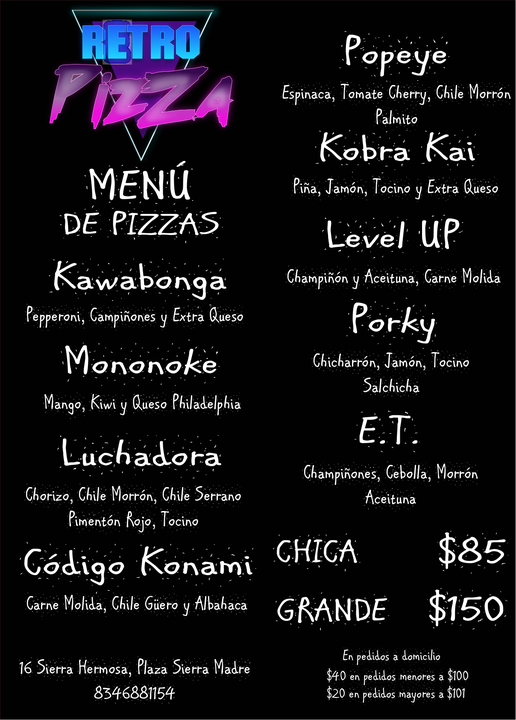 RETRO
PIZZA
MENÚ
DE PIZZAS
Kawabonga
Pepperoni, Campiñones y Extra Queso
Mononoke
Mango, Kiwi y Queso Philadelphia
Luchadora
Chorizo, Chile Morrón, Chile Serrano
Pimentón Rojo, Tocino
Código Konami
Carne Molida, Chile Güero y Albahaca
16 Sierra Hermosa, Plaza Sierra Madre
8346881154
Popeye
Espinaca, Tomate Cherry, Chile Morrón
Palmito
Kobra Kai
Piña, Jamón, Tocino y Extra Queso
Level UP
Champiñón y Aceituna, Carne Molida
Porky
Chicharrón, Jamón, Tocino
Salchicha
E.T.
Champiñones, Cebolla, Morrón
Aceituna
CHICA $85
GRANDE $150
En pedidos a domicilio
$40 en pedidos menores a $100
$20 en pedidos mayores a $101